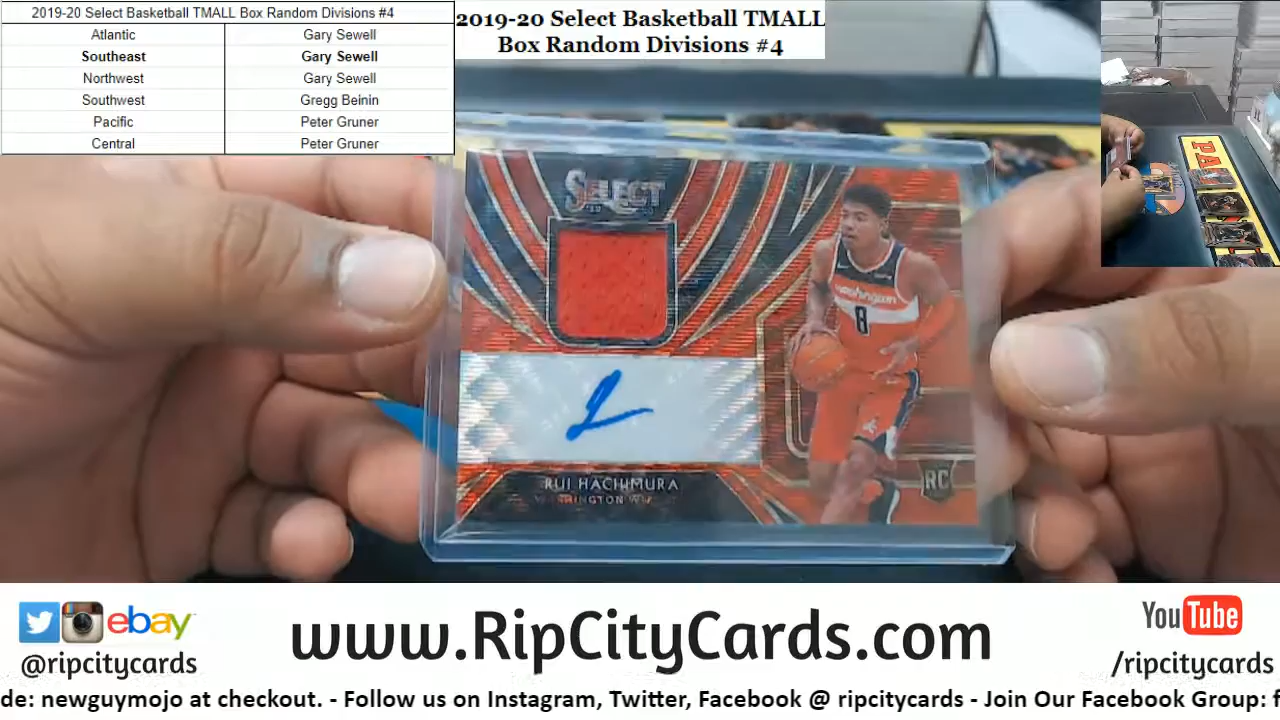 2019-20 Select Basketball TMALL Box Random Divisions #4
Atlantic Gary Sewell
Southeast Gary Sewell
Northwest Gary Sewell
Southwest Gregg Beinin
Pacific Peter Gruner
Central Peter Gruner
2019-20 Select Basketball TMALL
Box Random Divisions #4
PANI
SELECT
Washington
8
RUI HACHIMURA
WASHINGTON
RC
ebay
@ripcitycards
www.RipCityCards.com
YouTube
/ripcitycards
de: newguymojo at checkout. - Follow us on Instagram, Twitter, Facebook @ ripcitycards - Join Our Facebook Group: f